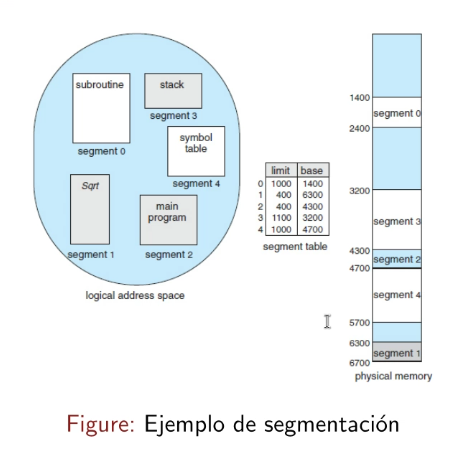 subroutine
segment 0
stack
segment 3
symbol
table
segment 4
Sqrt
segment 1
main
program
segment 2
logical address space
limit base
0 1000 1400
1 400 6300
2 400 4300
3 1100 3200
4 1000 4700
segment table
1400
segment 0
2400
3200
segment 3
4300
segment 2
4700
segment 4
5700
6300
segment 1
6700
physical memory
Figure: Ejemplo de segmentación